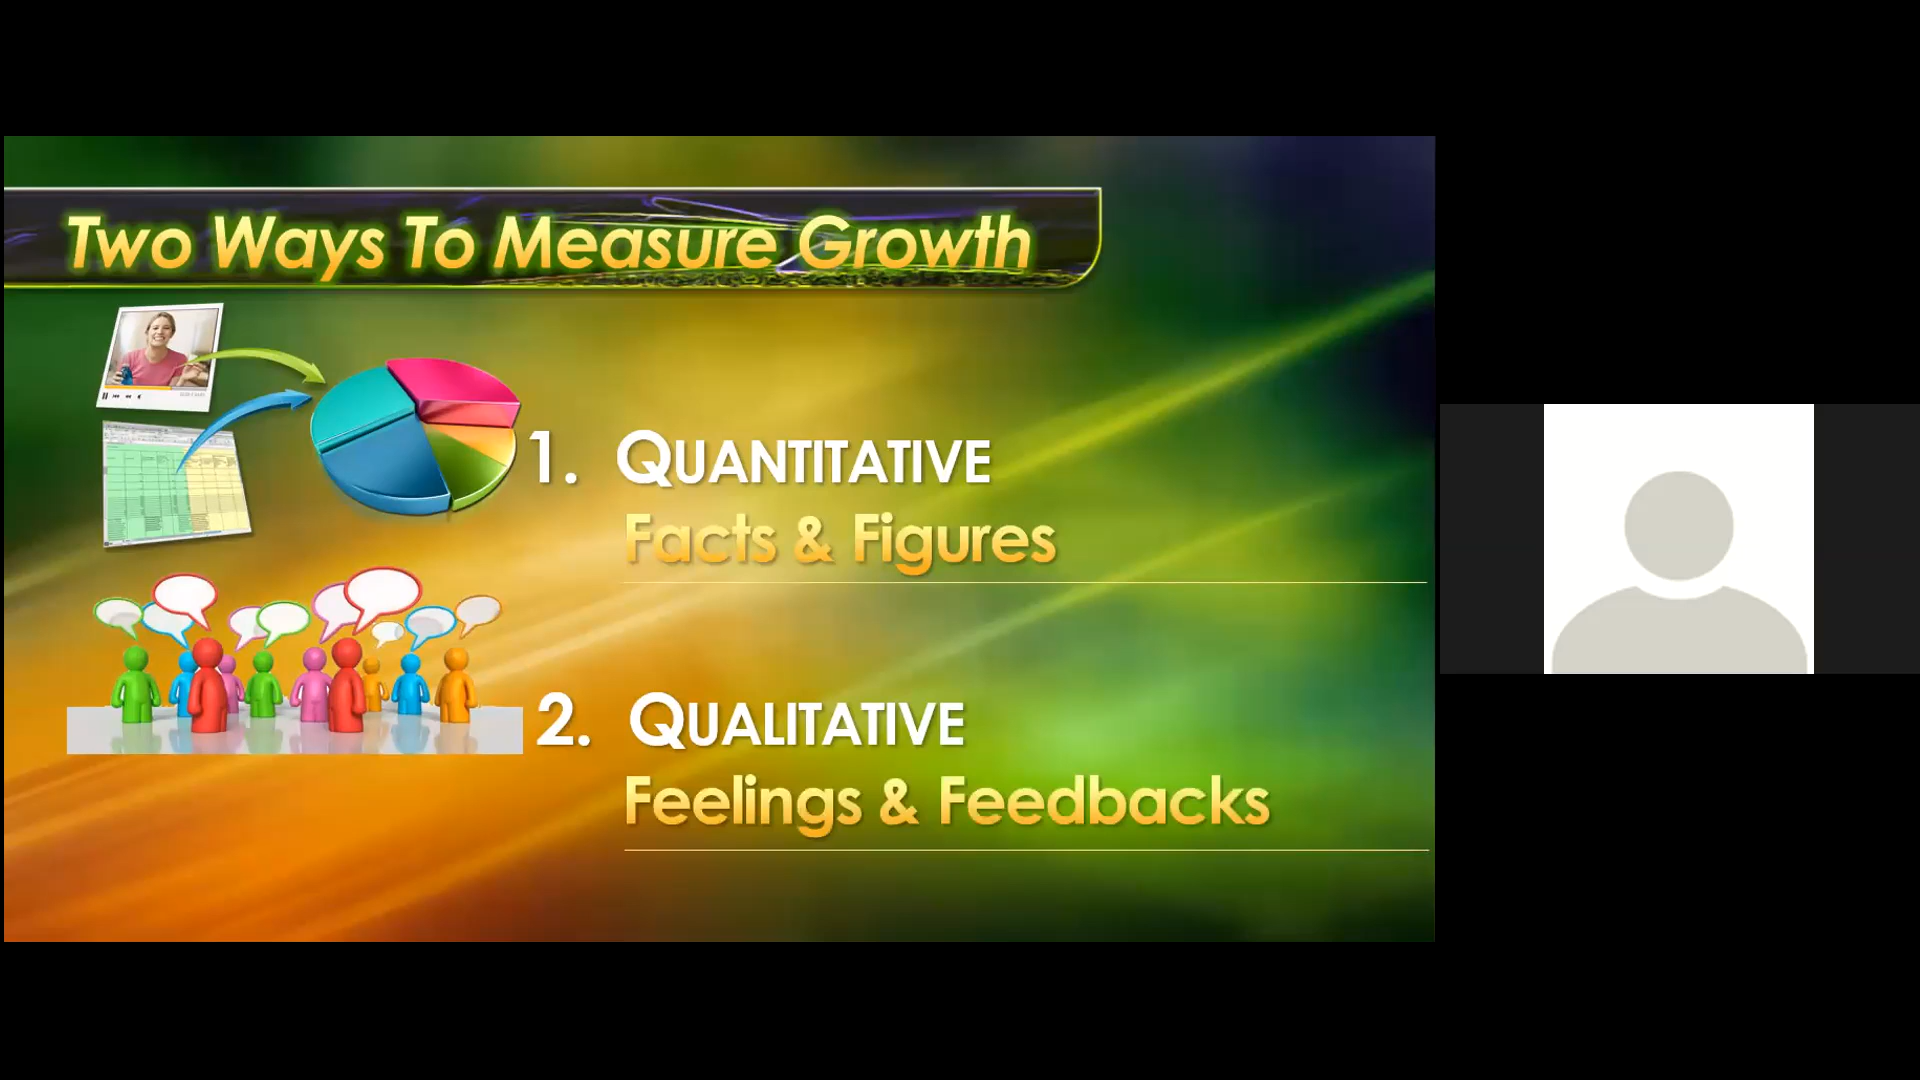 Two Ways To Measure Growth
1. QUANTITATIVE
Facts & Figures
2. QUALITATIVE
Feelings & Feedbacks